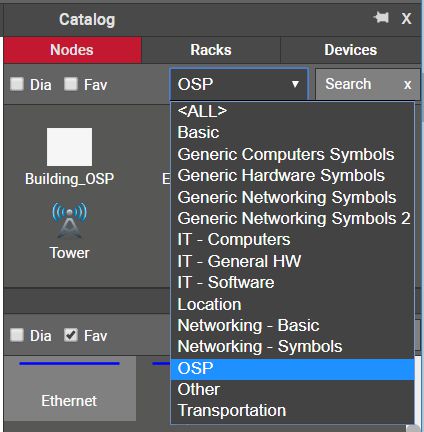 Catalog X
Nodes Racks Devices
Dia Fav OSP ▼ Search x
<ALL>
Basic
Generic Computers Symbols
Generic Hardware Symbols
Generic Networking Symbols
Generic Networking Symbols 2
IT - Computers
IT - General HW
IT - Software
Location
Networking - Basic
Networking - Symbols
OSP
Other
Transportation
Building_OSP E
Tower
Dia Fav
Ethernet